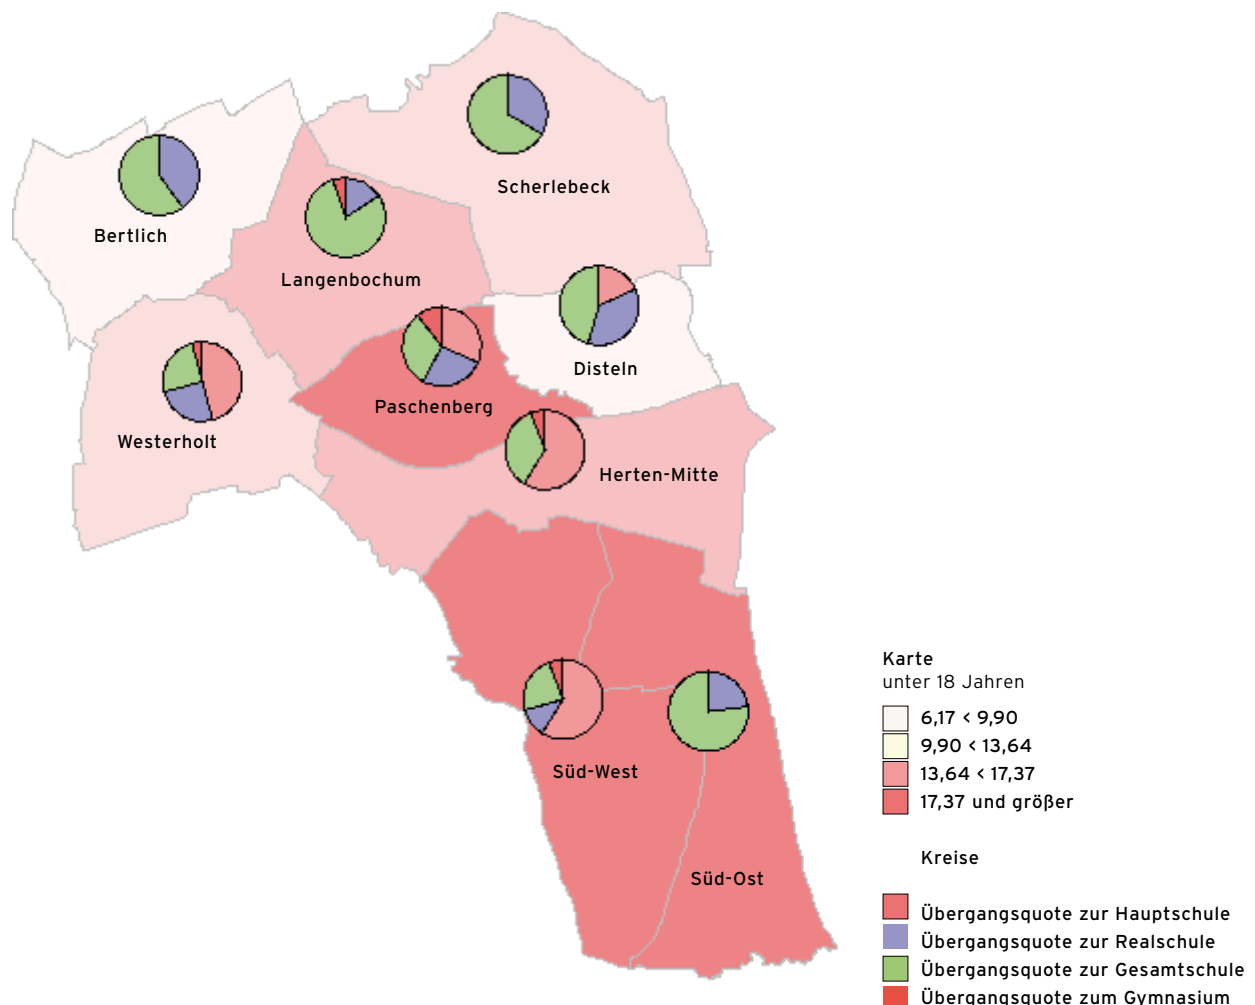 Scherlebeck
Bertlich
Langenbochum
Disteln
Paschenberg
Westerholt
Herten-Mitte
Süd-West
Süd-Ost
Karte
unter 18 Jahren
6,17 < 9,90
9,90 < 13,64
13,64 < 17,37
17,37 und größer
Kreise
Übergangsquote zur Hauptschule
Übergangsquote zur Realschule
Übergangsquote zur Gesamtschule
Übergangsquote zum Gymnasium